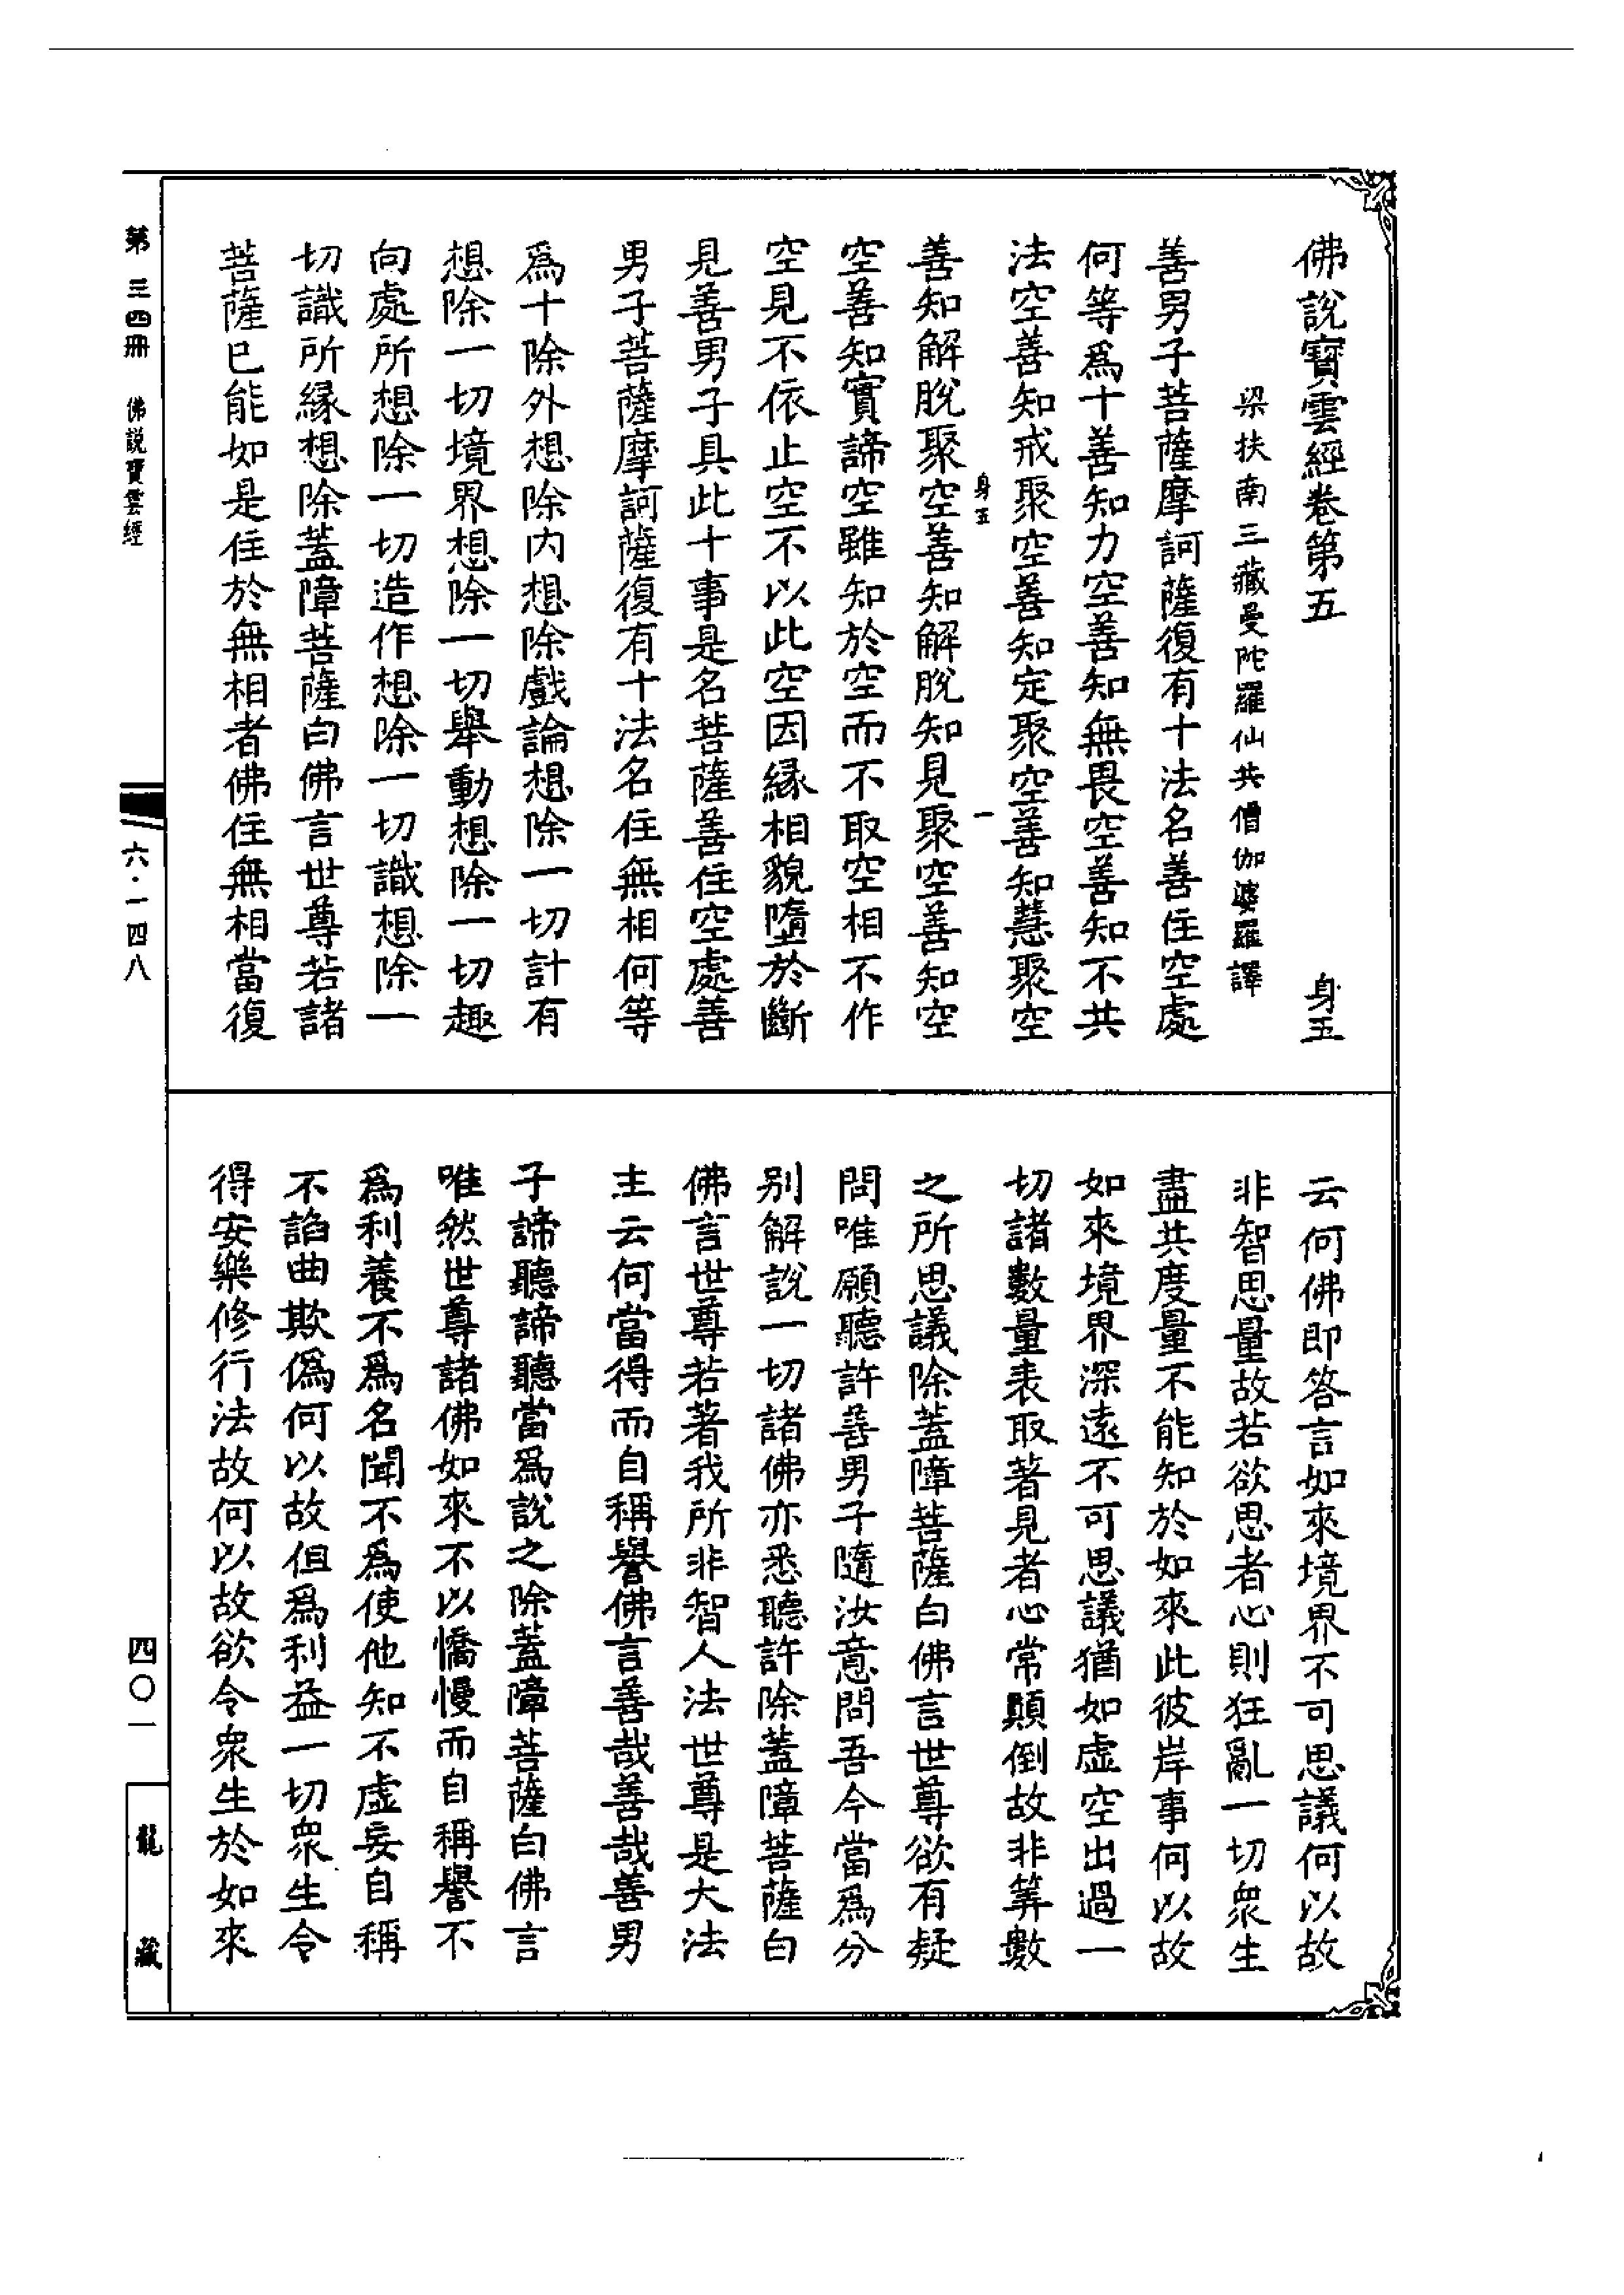 佛說寶雲經卷第五 身五
梁扶南三藏曼陀羅仙共僧伽婆羅譯
善男子菩薩摩訶薩復有十法名善住空處
何等爲十善知力空善知無畏空善知不共
法空善知戒聚空善知定聚空善知慧聚空
身五 一
善知解脫聚空善知解脫知見聚空善知空
空善知實諦空雖知於空而不取空相不作
空見不依止空不以此空因緣相貌墮於斷
見善男子具此十事是名菩薩善住空處善
男子菩薩摩訶薩復有十法名住無相何等
爲十除外想除内想除戲論想除一切計有
想除一切境界想除一切舉動想除一切趣
向處所想除一切造作想除一切識想除一
切識所緣想除蓋障菩薩白佛言世尊若諸
菩薩已能如是住於無相者佛住無相當復
云何佛即答言如來境界不可思議何以故
非智思量故若欲思者心則狂亂一切衆生
盡共度量不能知於如來此彼岸事何以故
如來境界深遠不可思議猶如虛空出過一
切諸數量表取著見者心常顛倒故非筭數
之所思議除蓋障菩薩白佛言世尊欲有疑
問唯願聽許善男子隨汝意問吾今當爲分
别解說一切諸佛亦悉聽許除蓋障菩薩白
佛言世尊若著我所非智人法世尊是大法
主云何當得而自稱譽佛言善哉善哉善男
子諦聽諦聽當爲說之除蓋障菩薩白佛言
唯然世尊諸佛如來不以憍慢而自稱譽不
爲利養不爲名聞不爲使他知不虛妄自稱
不諂曲欺僞何以故但爲利益一切衆生令
得安樂修行法故何以故欲令衆生於如來
第三四冊 佛説寶雲經
六·一四八
四〇一
龍藏